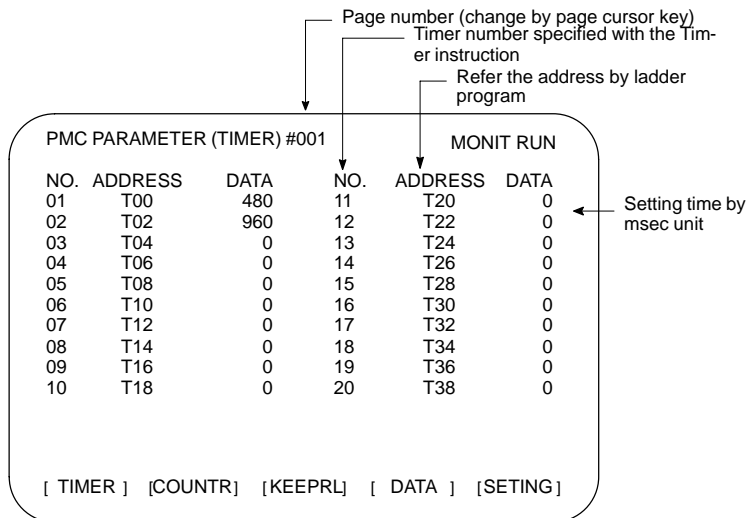 Page number (change by page cursor key)
Timer number specified with the Tim-
er instruction
Refer the address by ladder
program
PMC PARAMETER (TIMER) #001 MONIT RUN
NO. ADDRESS DATA NO. ADDRESS DATA
01 T00 480 11 T20 0
02 T02 960 12 T22 0
03 T04 0 13 T24 0
04 T06 0 14 T26 0
05 T08 0 15 T28 0
06 T10 0 16 T30 0
07 T12 0 17 T32 0
08 T14 0 18 T34 0
09 T16 0 19 T36 0
10 T18 0 20 T38 0
Setting time by
msec unit
[ TIMER ] [COUNTR] [KEEPRL] [ DATA ] [SETING]